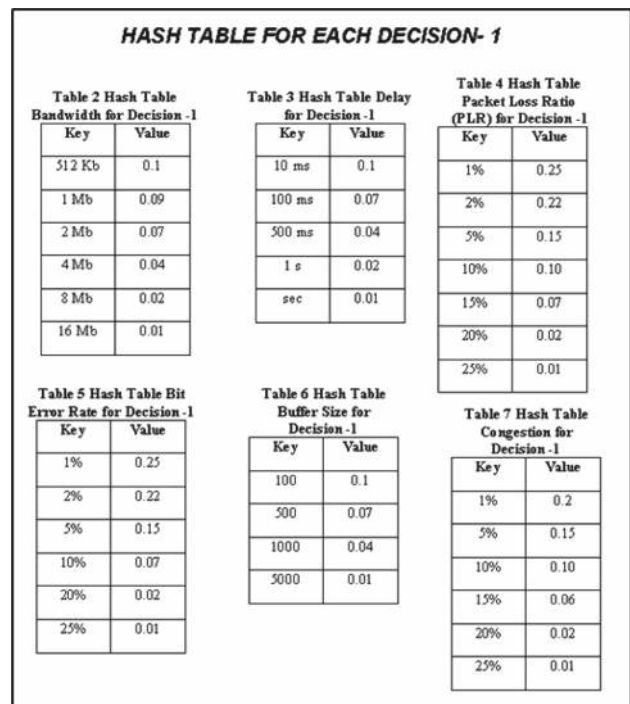 HASH TABLE FOR EACH DECISION- 1
Table 2 Hash Table
Bandwidth for Decision -1
Key Value
512 Kb 0.1
1 Mb 0.09
2 Mb 0.07
4 Mb 0.04
8 Mb 0.02
16 Mb 0.01
Table 3 Hash Table Delay
for Decision -1
Key Value
10 ms 0.1
100 ms 0.07
500 ms 0.04
1 s 0.02
sec 0.01
Table 4 Hash Table
Packet Loss Ratio
(PLR) for Decision -1
Key Value
1% 0.25
2% 0.22
5% 0.15
10% 0.10
15% 0.07
20% 0.02
25% 0.01
Table 5 Hash Table Bit
Error Rate for Decision -1
Key Value
1% 0.25
2% 0.22
5% 0.15
10% 0.07
20% 0.02
25% 0.01
Table 6 Hash Table
Buffer Size for
Decision -1
Key Value
100 0.1
500 0.07
1000 0.04
5000 0.01
Table 7 Hash Table
Congestion for
Decision -1
Key Value
1% 0.2
5% 0.15
10% 0.10
15% 0.06
20% 0.02
25% 0.01